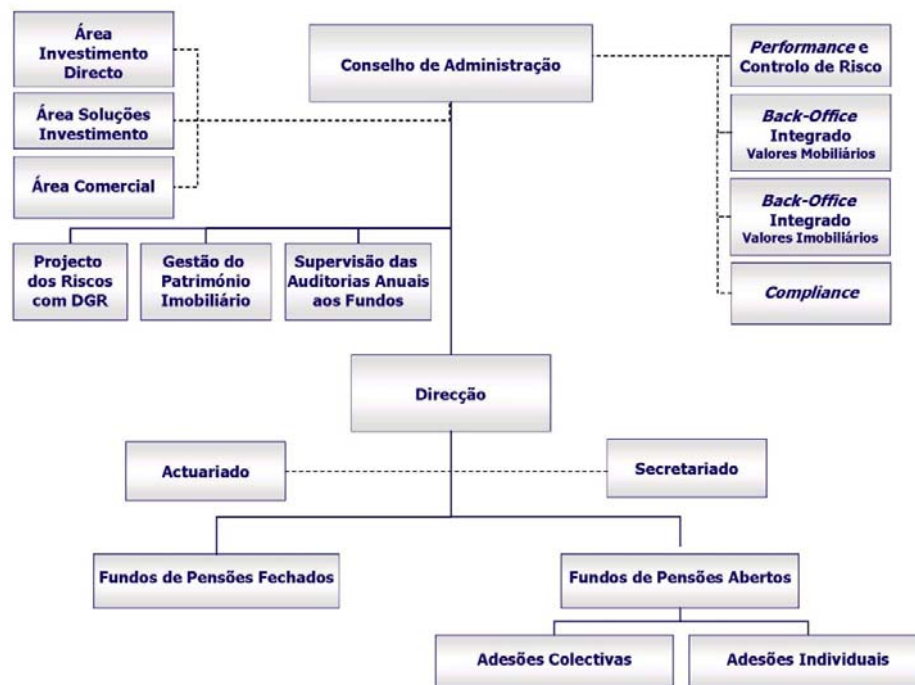 Área
Investimento
Directo
Conselho de Administração
Performance e
Controlo de Risco
Área Soluções
Investimento
Back-Office
Integrado
Valores Mobiliários
Área Comercial
Back-Office
Integrado
Valores Imobiliários
Projecto
dos Riscos
com DGR
Gestão do
Património
Imobiliário
Supervisão das
Auditorias Anuais
aos Fundos
Compliance
Direcção
Actuariado
Secretariado
Fundos de Pensões Fechados
Fundos de Pensões Abertos
Adesões Colectivas
Adesões Individuais